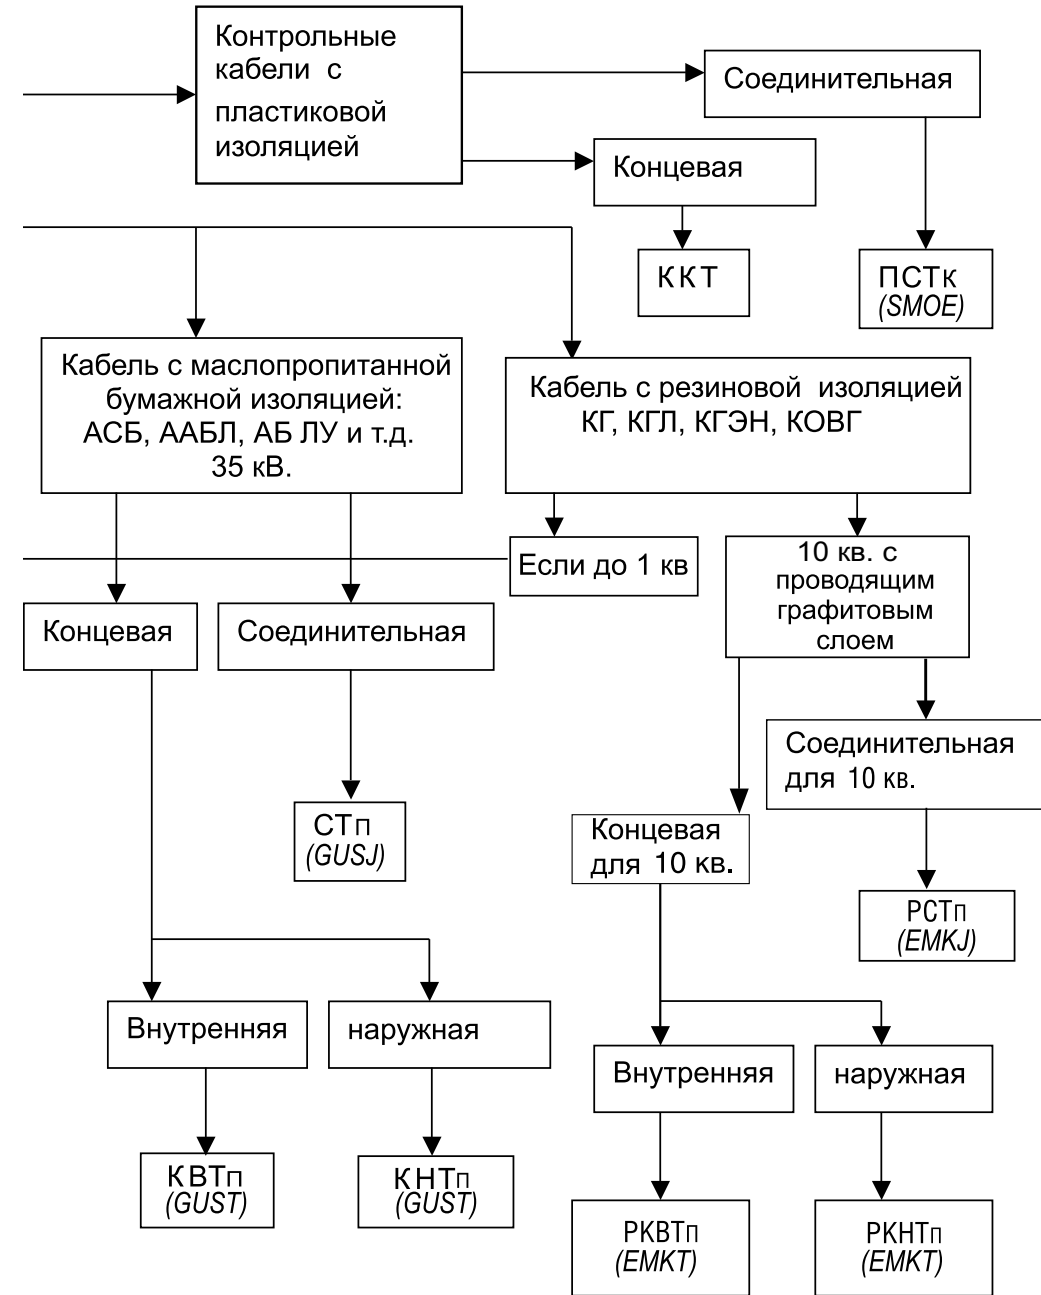 Контрольные
кабели с
пластиковой
изоляцией
Соединительная
Концевая
ККТ
ПСТк
(SMOE)
Кабель с маслопропитанной
бумажной изоляцией:
АСБ, ААБЛ, АБ ЛУ и т.д.
35 кВ.
Кабель с резиновой изоляцией
КГ, КГЛ, КГЭН, КОВГ
Если до 1 кв
10 кв. с
проводящим
графитовым
слоем
Концевая
Соединительная
Соединительная
для 10 кв.
СТп
(GUSJ)
Концевая
для 10 кв.
РСТп
(EMKJ)
Внутренняя
наружная
Внутренняя
наружная
КВТп
(GUST)
КНТп
(GUST)
РКВТп
(EMKT)
РКНТп
(EMKT)